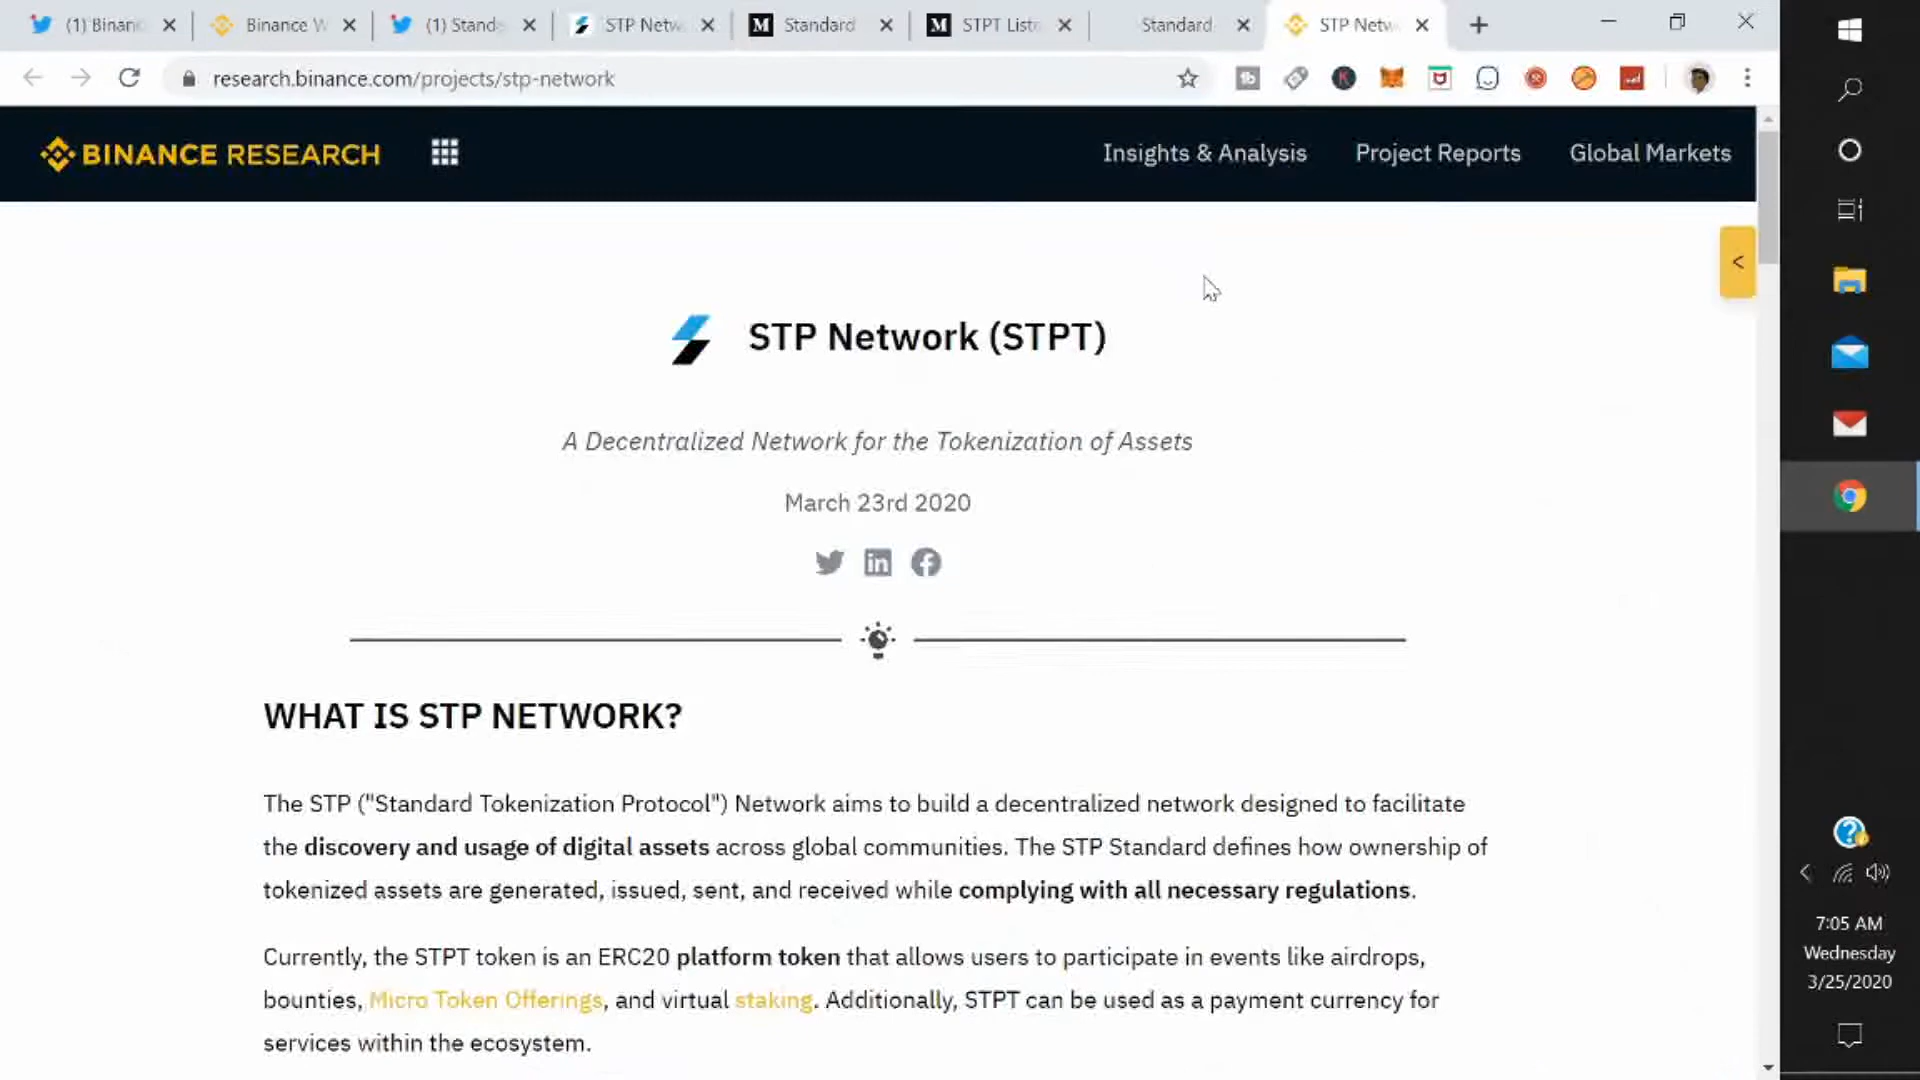 (1) Binan
Binance W
(1) Stand
STP Netw
Standard
STPT List
Standard
STP Netw
research.binance.com/projects/stp-network
BINANCE RESEARCH
Insights & Analysis
Project Reports
Global Markets
<
STP Network (STPT)
A Decentralized Network for the Tokenization of Assets
March 23rd 2020
WHAT IS STP NETWORK?
The STP ("Standard Tokenization Protocol") Network aims to build a decentralized network designed to facilitate
the discovery and usage of digital assets across global communities. The STP Standard defines how ownership of
tokenized assets are generated, issued, sent, and received while complying with all necessary regulations.
Currently, the STPT token is an ERC20 platform token that allows users to participate in events like airdrops,
bounties, Micro Token Offerings, and virtual staking. Additionally, STPT can be used as a payment currency for
services within the ecosystem.
7:05 AM
Wednesday
3/25/2020